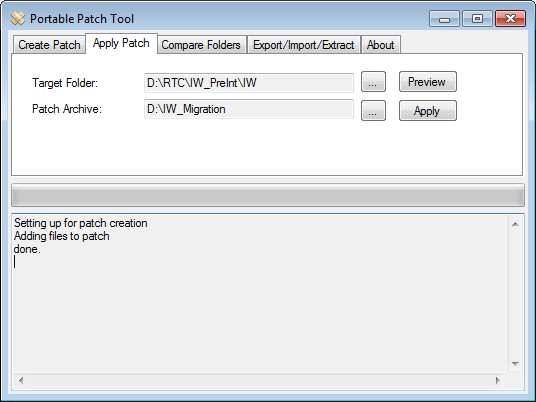 Portable Patch Tool
Create Patch Apply Patch Compare Folders Export/Import/Extract About
Target Folder: D:\RTC\IW_PreInt\IW ... Preview
Patch Archive: D:\IW_Migration ... Apply
Setting up for patch creation
Adding files to patch
done.